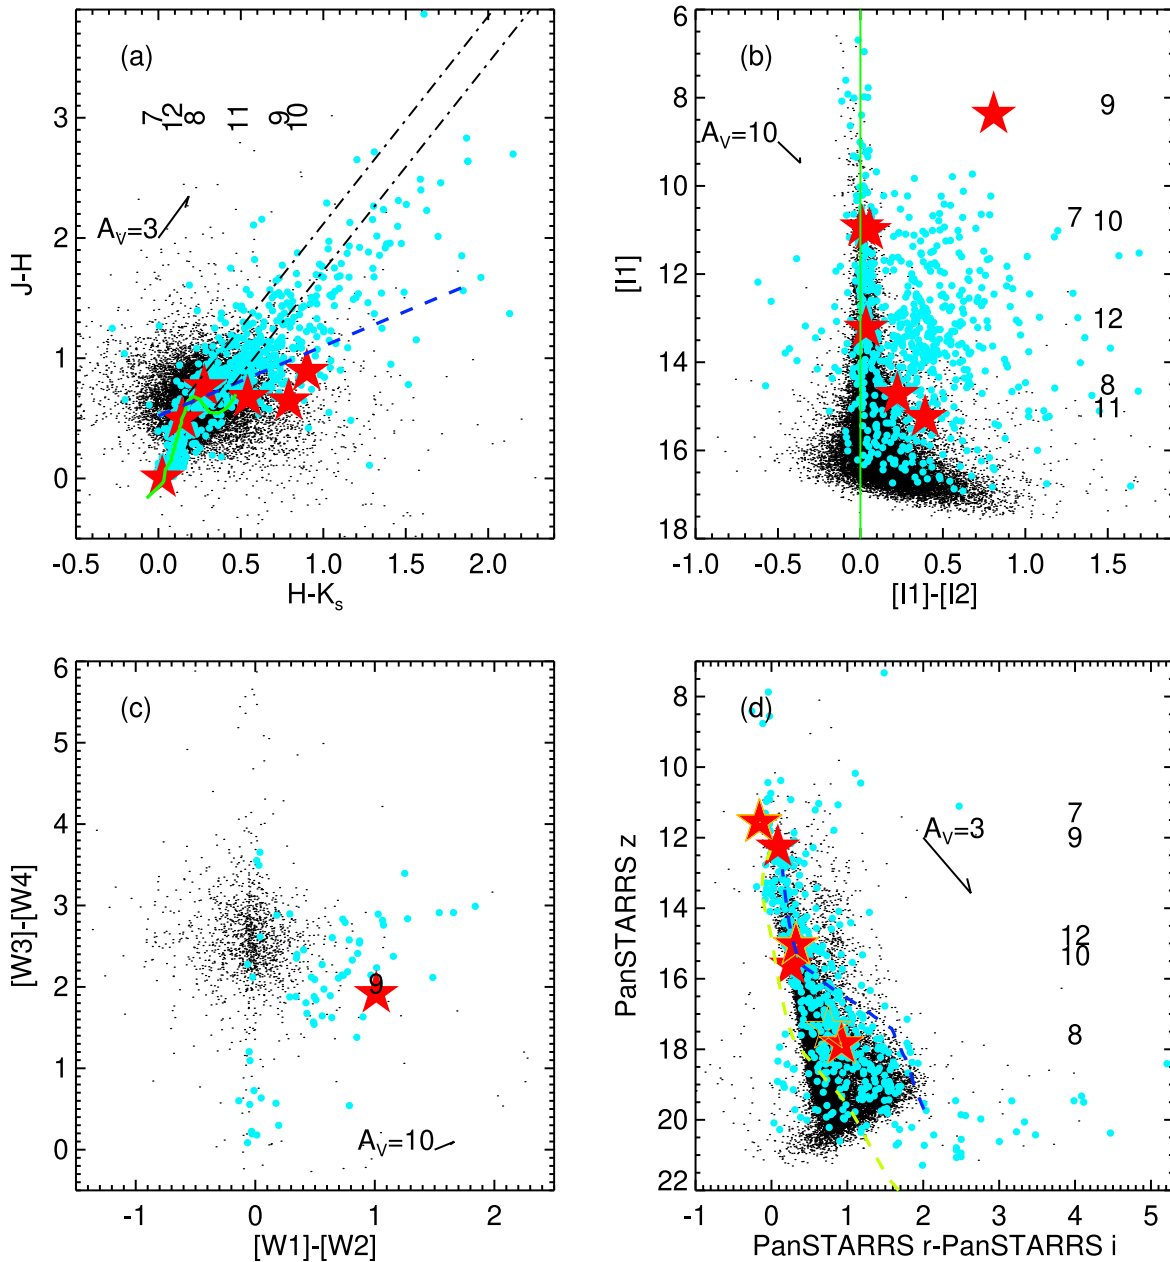 (a)
7 12 8 11 9 10
A_V=3
J-H
3
2
1
0
-0.5 0.0 0.5 1.0 1.5 2.0
H-K_s
(b)
9
A_V=10
7 10
12
8
11
[I1]
6
8
10
12
14
16
18
-1.0 -0.5 0.0 0.5 1.0 1.5
[I1]-[I2]
(c)
9
A_V=10
[W3]-[W4]
6
5
4
3
2
1
0
-1 0 1 2
[W1]-[W2]
(d)
7
A_V=3
9
12
10
8
PanSTARRS z
8
10
12
14
16
18
20
22
-1 0 1 2 3 4 5
PanSTARRS r-PanSTARRS i